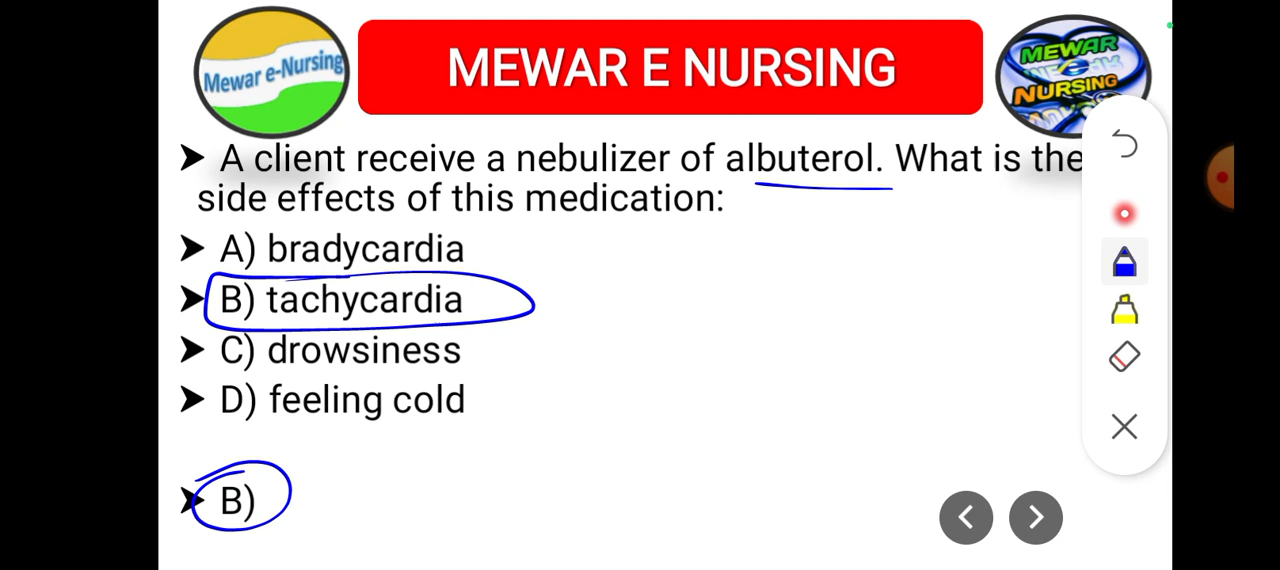 Mewar e-Nursing
MEWAR E NURSING
MEWAR
NURSING
➤ A client receive a nebulizer of albuterol. What is the
side effects of this medication:
➤ A) bradycardia
➤ B) tachycardia
➤ C) drowsiness
➤ D) feeling cold
➤ B)